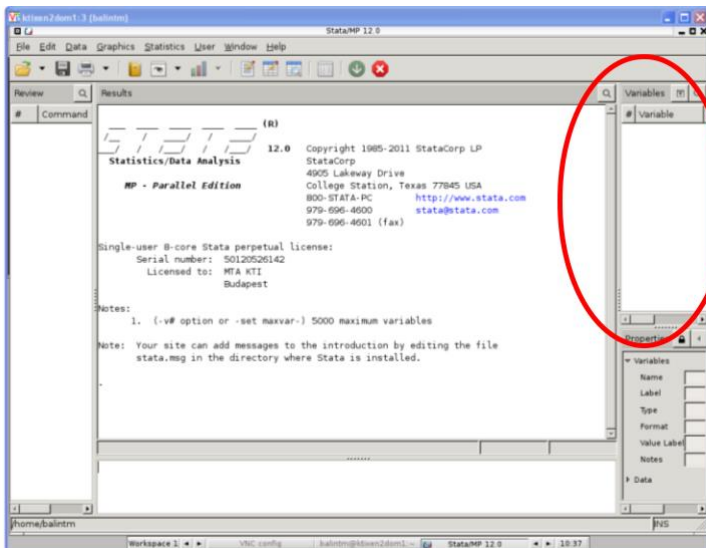 ktixen2dom1:3 (balintm)
Stata/MP 12.0
File Edit Data Graphics Statistics User Window Help
Review
Results
Variables
# Command
# Variable
(R)
12.0 Copyright 1985-2011 StataCorp LP
Statistics/Data Analysis StataCorp
4905 Lakeway Drive
MP - Parallel Edition College Station, Texas 77845 USA
800-STATA-PC http://www.stata.com
979-696-4600 stata@stata.com
979-696-4601 (fax)
Single-user 8-core Stata perpetual license:
Serial number: 50120526142
Licensed to: MTA KTI
Budapest
Notes:
1. (-v# option or -set maxvar-) 5000 maximum variables
Note: Your site can add messages to the introduction by editing the file
stata.msg in the directory where Stata is installed.
.
Properties
Variables
Name
Label
Type
Format
Value Label
Notes
Data
/home/balintm
INS
Workspace 1 VNC config balintm@ktixen2dom1:~ Stata/MP 12.0 10:37